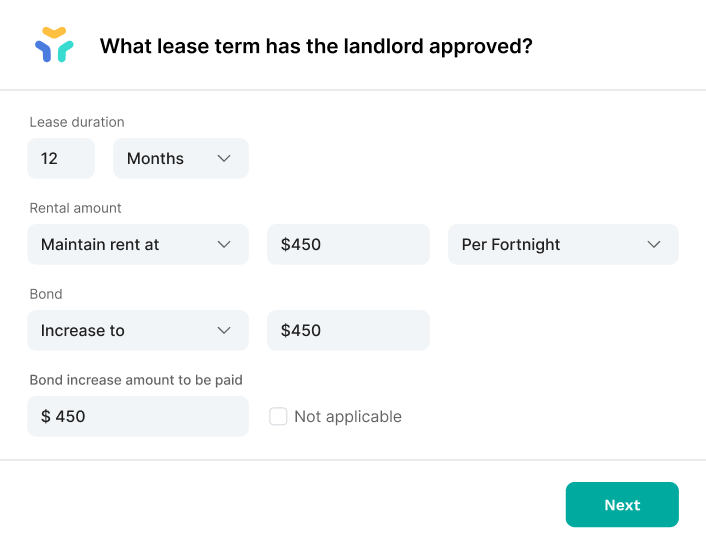 What lease term has the landlord approved?
Lease duration
12 Months
Rental amount
Maintain rent at $450 Per Fortnight
Bond
Increase to $450
Bond increase amount to be paid
$ 450 Not applicable
Next